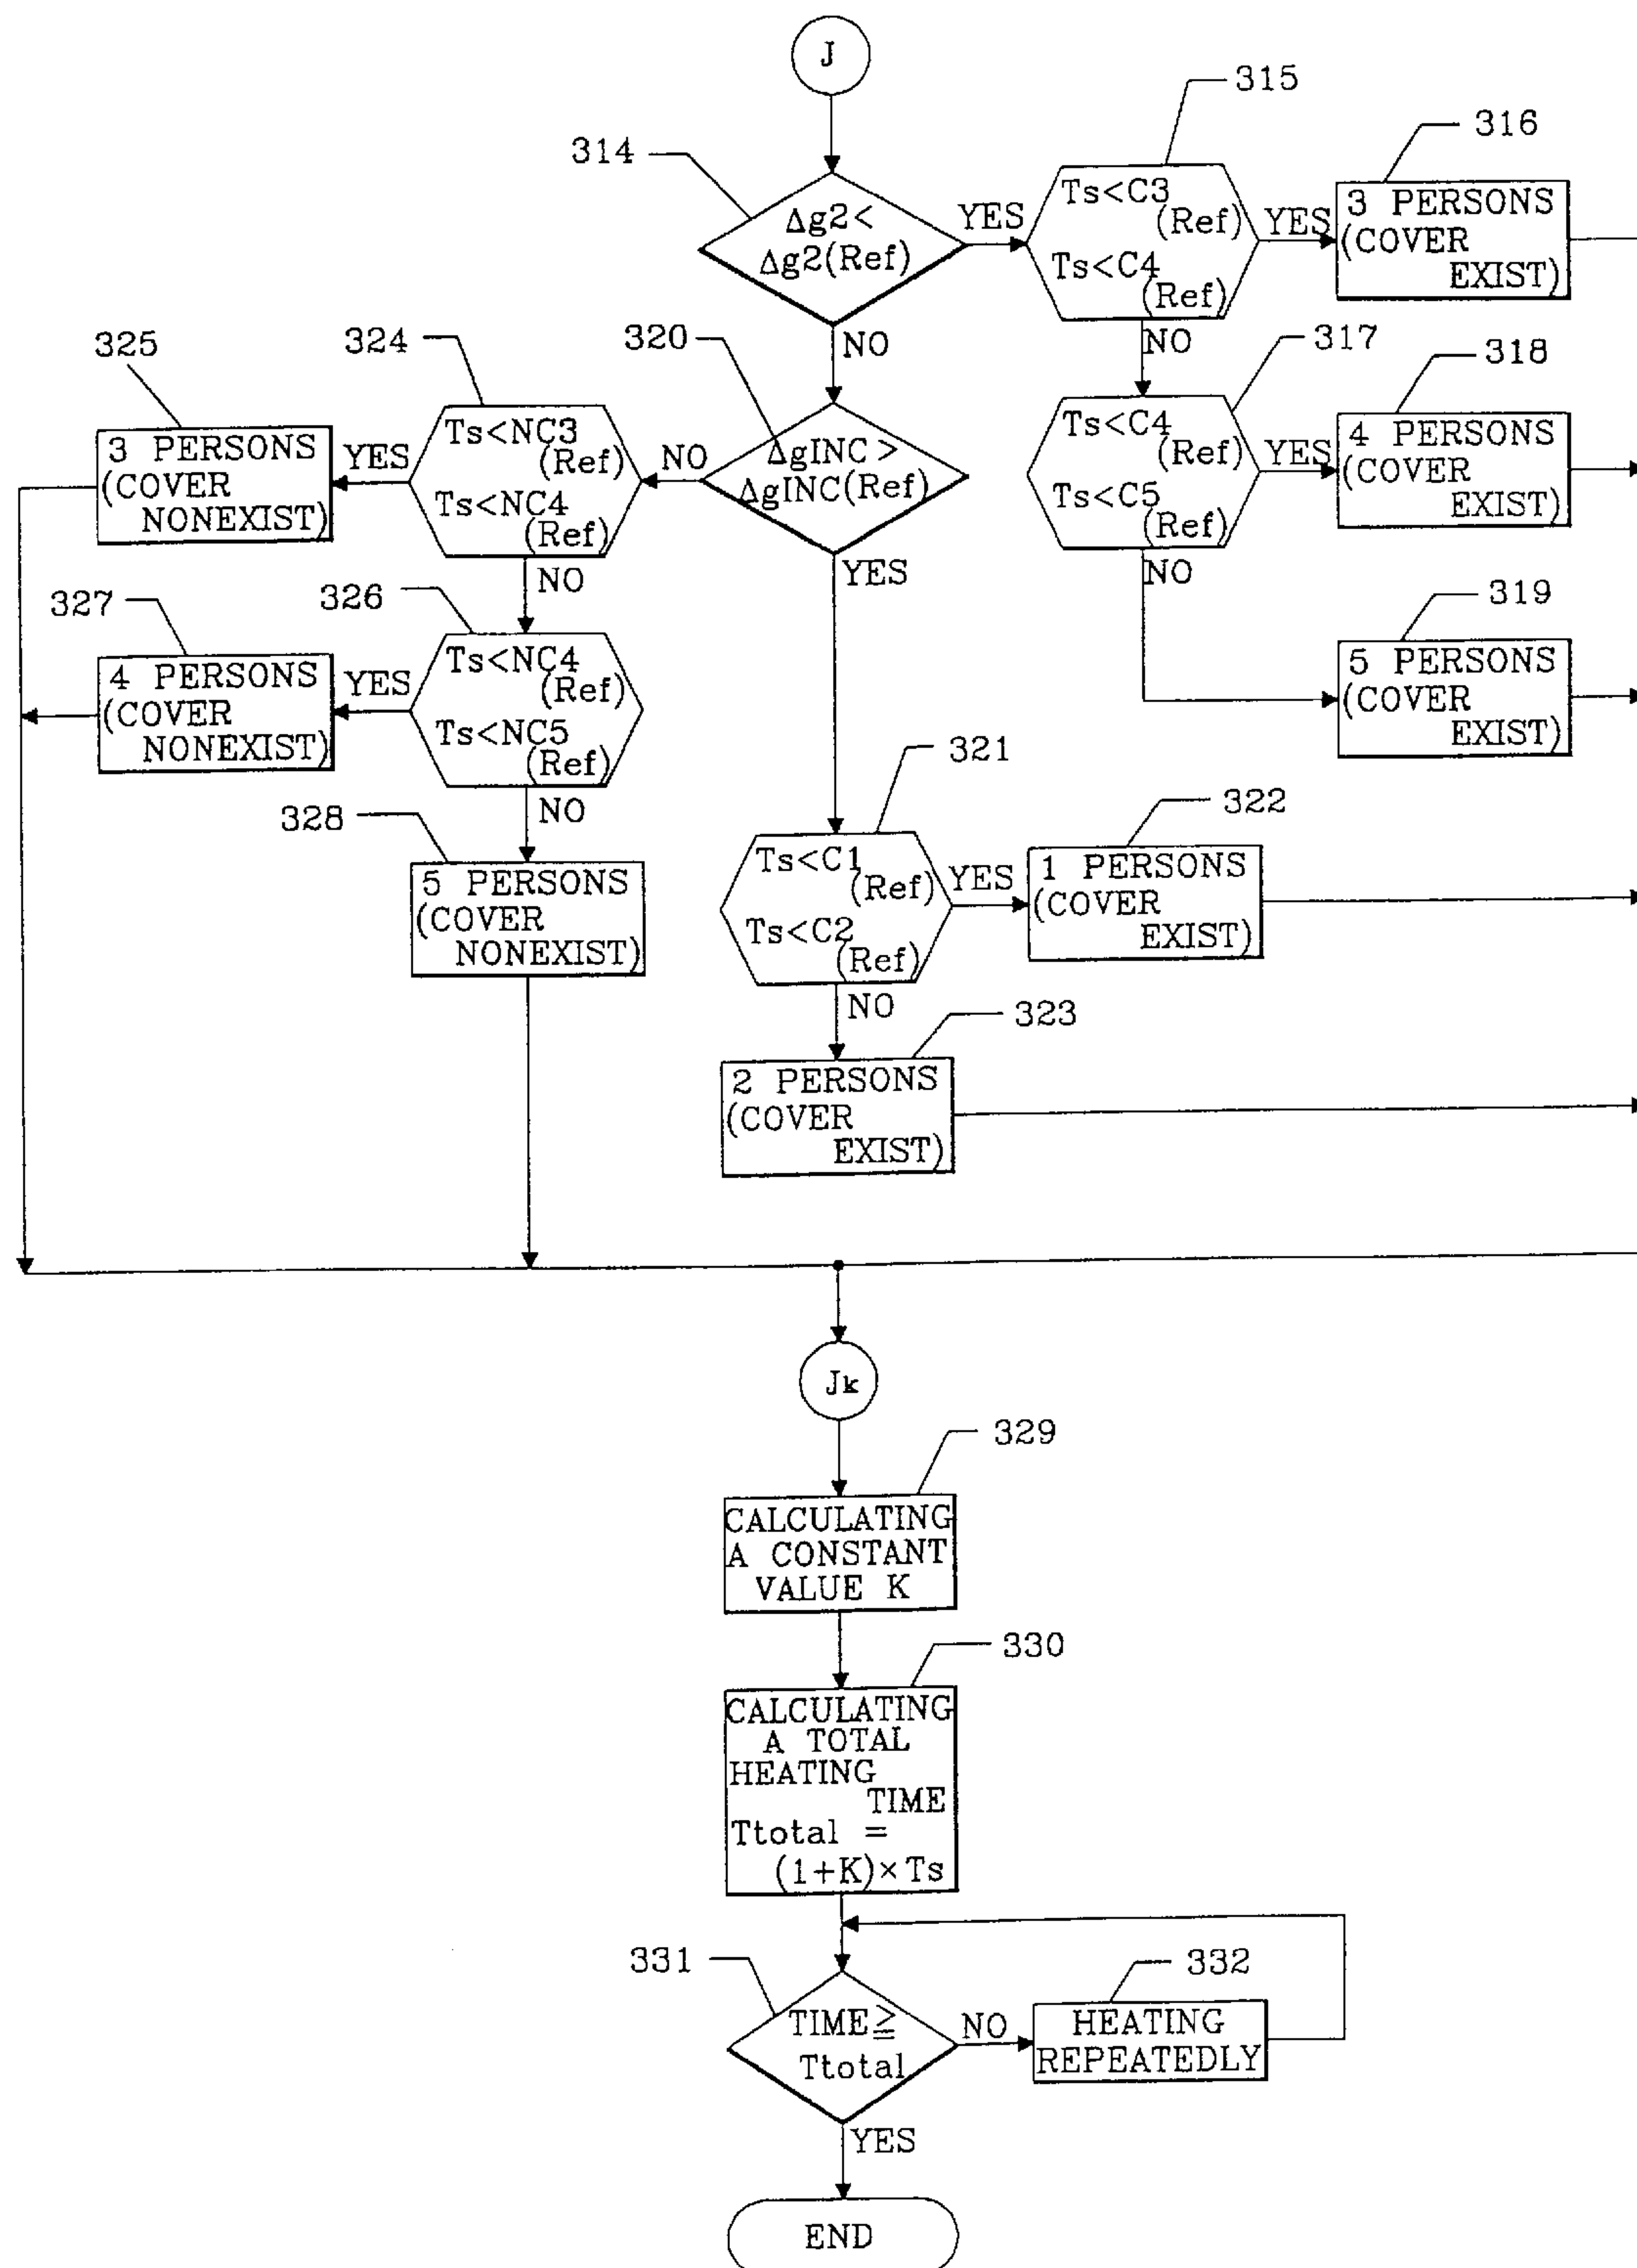 J
314
Δg2<
Δg2(Ref)
YES
NO
315
Ts<C3
(Ref)
Ts<C4
(Ref)
YES
NO
316
3 PERSONS
(COVER
EXIST)
317
Ts<C4
(Ref)
Ts<C5
(Ref)
YES
NO
318
4 PERSONS
(COVER
EXIST)
319
5 PERSONS
(COVER
EXIST)
320
ΔgINC >
ΔgINC(Ref)
NO
YES
324
Ts<NC3
(Ref)
Ts<NC4
(Ref)
YES
NO
325
3 PERSONS
(COVER
NONEXIST)
326
Ts<NC4
(Ref)
Ts<NC5
(Ref)
YES
NO
327
4 PERSONS
(COVER
NONEXIST)
328
5 PERSONS
(COVER
NONEXIST)
321
Ts<C1
(Ref)
Ts<C2
(Ref)
YES
NO
322
1 PERSONS
(COVER
EXIST)
323
2 PERSONS
(COVER
EXIST)
Jk
329
CALCULATING
A CONSTANT
VALUE K
330
CALCULATING
A TOTAL
HEATING
TIME
Ttotal =
(1+K)×Ts
331
TIME≧
Ttotal
NO
YES
332
HEATING
REPEATEDLY
END